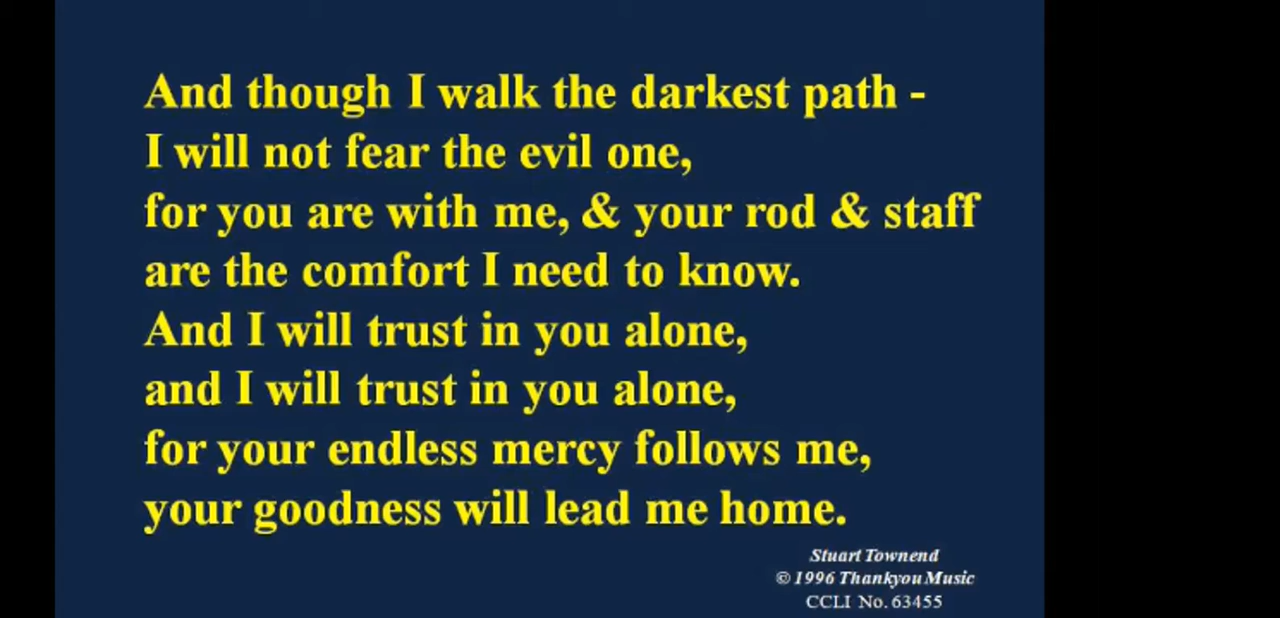 And though I walk the darkest path -
I will not fear the evil one,
for you are with me, & your rod & staff
are the comfort I need to know.
And I will trust in you alone,
and I will trust in you alone,
for your endless mercy follows me,
your goodness will lead me home.
Stuart Townend
© 1996 Thankyou Music
CCLI No. 63455